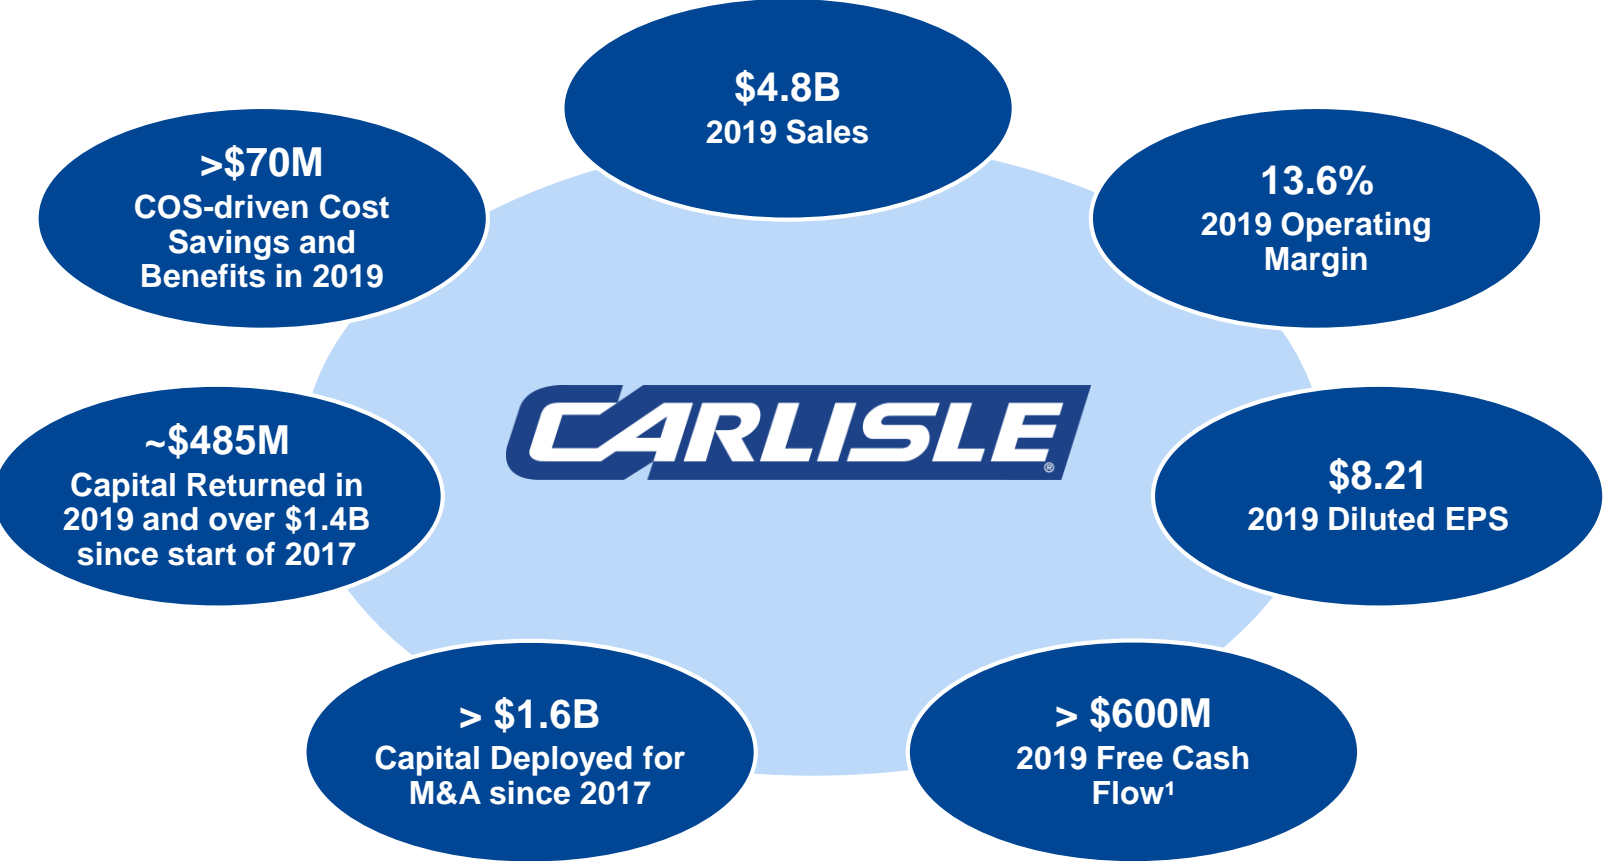 $4.8B
2019 Sales
13.6%
2019 Operating
Margin
$8.21
2019 Diluted EPS
> $600M
2019 Free Cash
Flow¹
> $1.6B
Capital Deployed for
M&A since 2017
~$485M
Capital Returned in
2019 and over $1.4B
since start of 2017
>$70M
COS-driven Cost
Savings and
Benefits in 2019
CARLISLE®